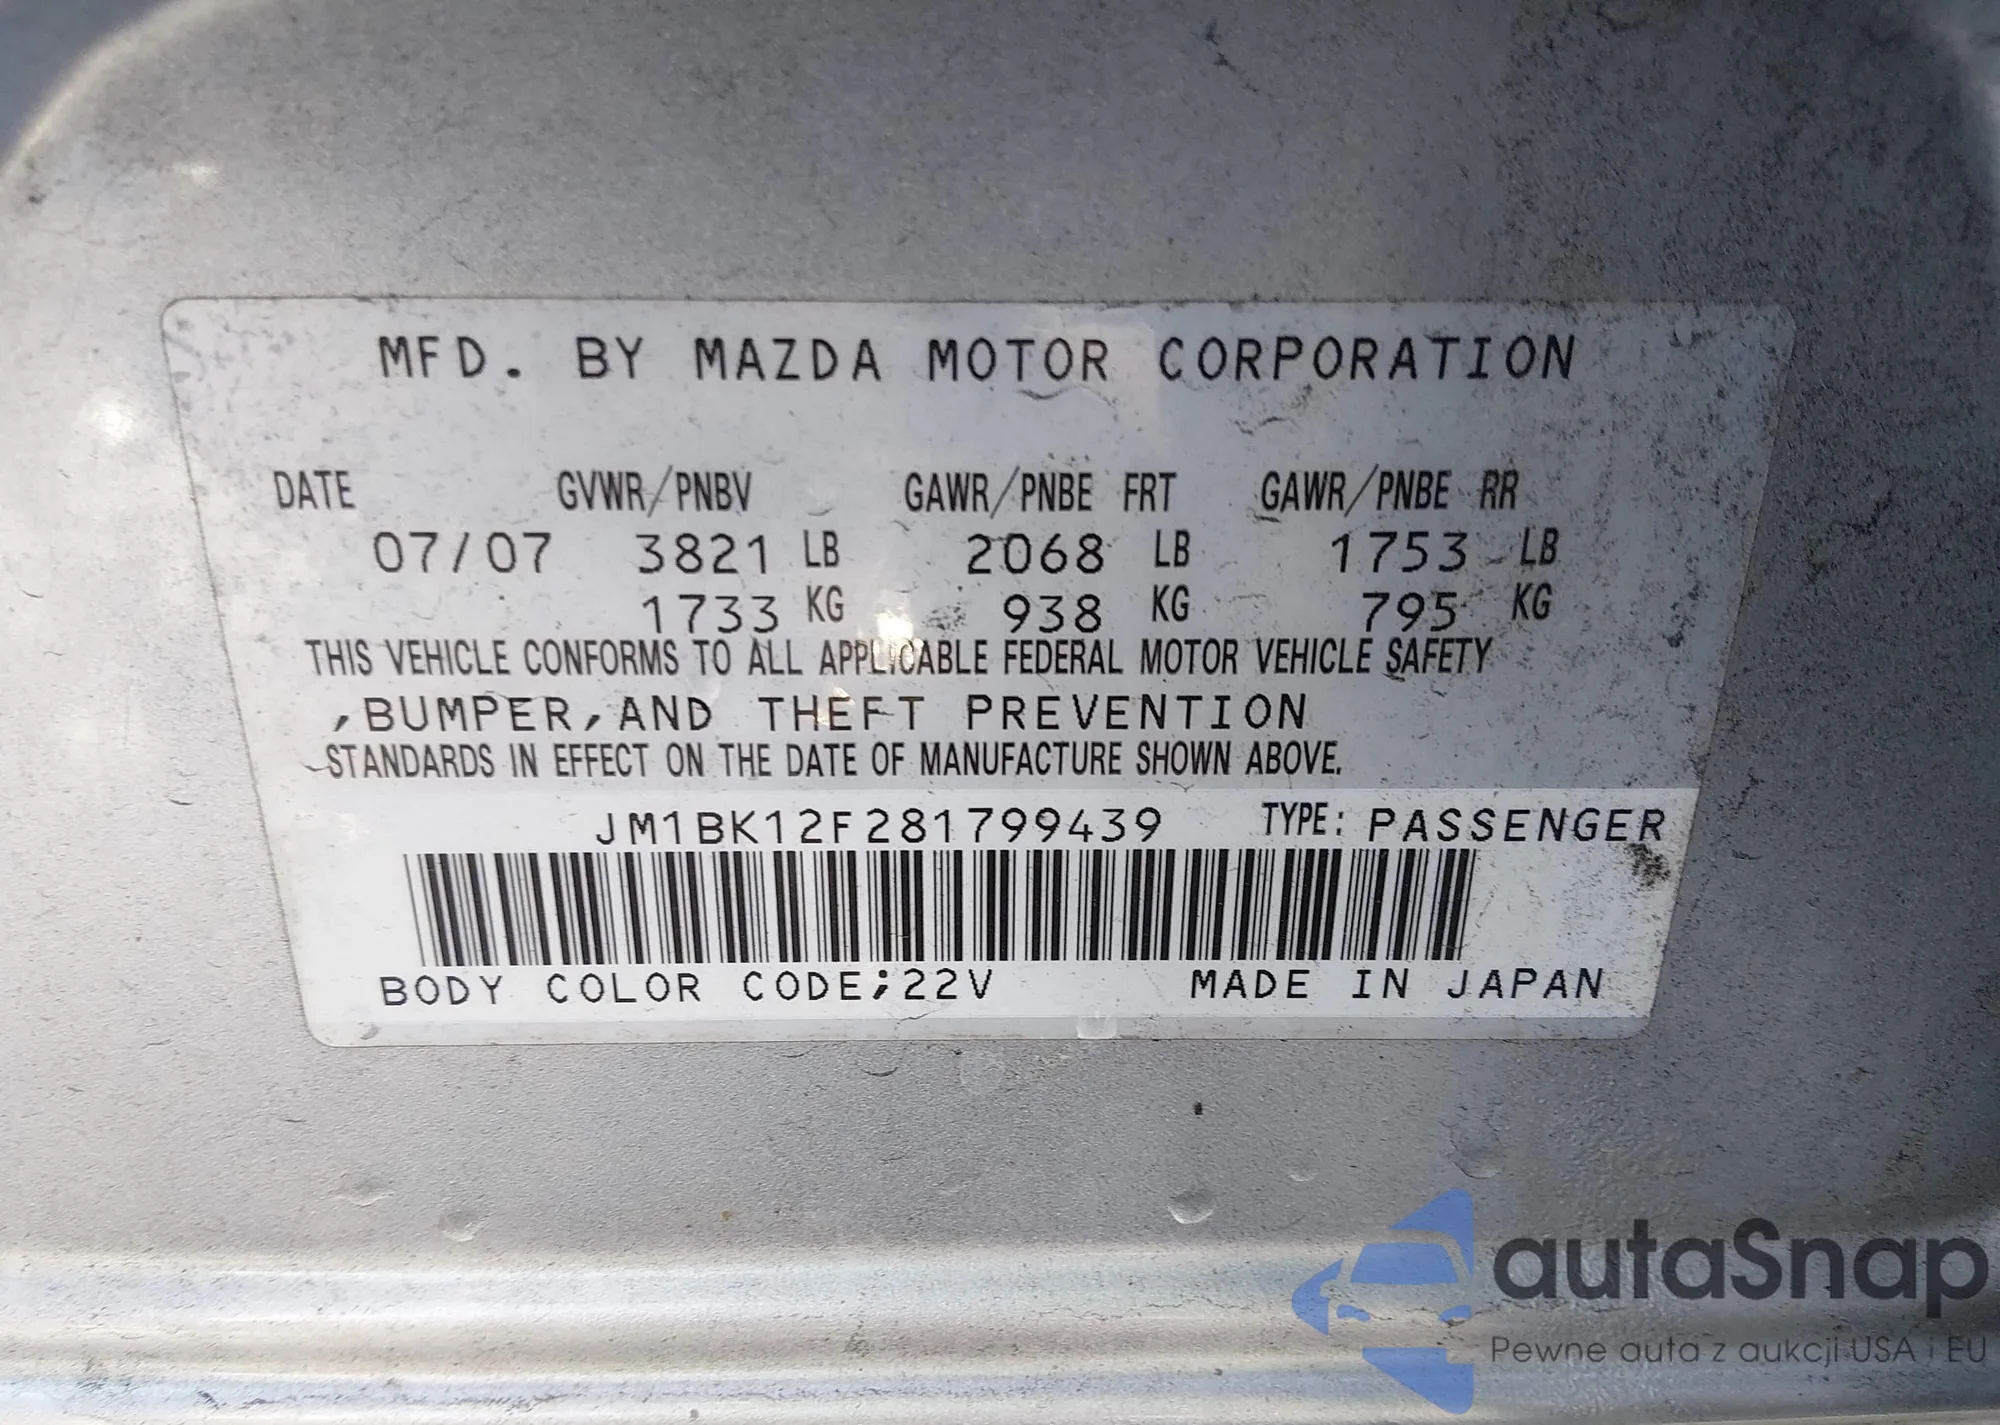 MFD. BY MAZDA MOTOR CORPORATION
DATE GVWR/PNBV GAWR/PNBE FRT GAWR/PNBE RR
07/07 3821 LB 2068 LB 1753 LB
1733 KG 938 KG 795 KG
THIS VEHICLE CONFORMS TO ALL APPLICABLE FEDERAL MOTOR VEHICLE SAFETY
,BUMPER,AND THEFT PREVENTION
STANDARDS IN EFFECT ON THE DATE OF MANUFACTURE SHOWN ABOVE.
JM1BK12F281799439 TYPE: PASSENGER
BODY COLOR CODE;22V MADE IN JAPAN
autaSnap
Pewne auta z aukcji USA i EU